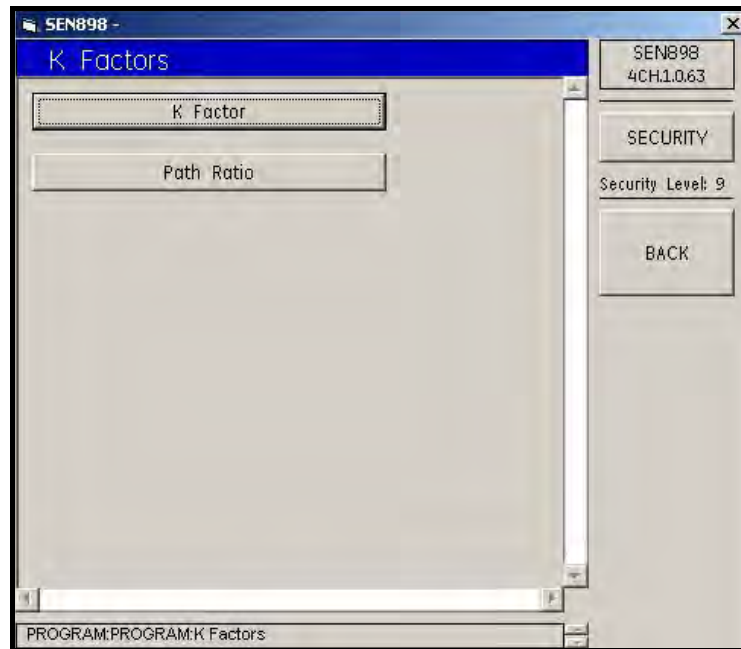 SEN898 -
K Factors
K Factor
Path Ratio
SEN898
4CH.1.0.63
SECURITY
Security Level: 9
BACK
PROGRAM:PROGRAM:K Factors